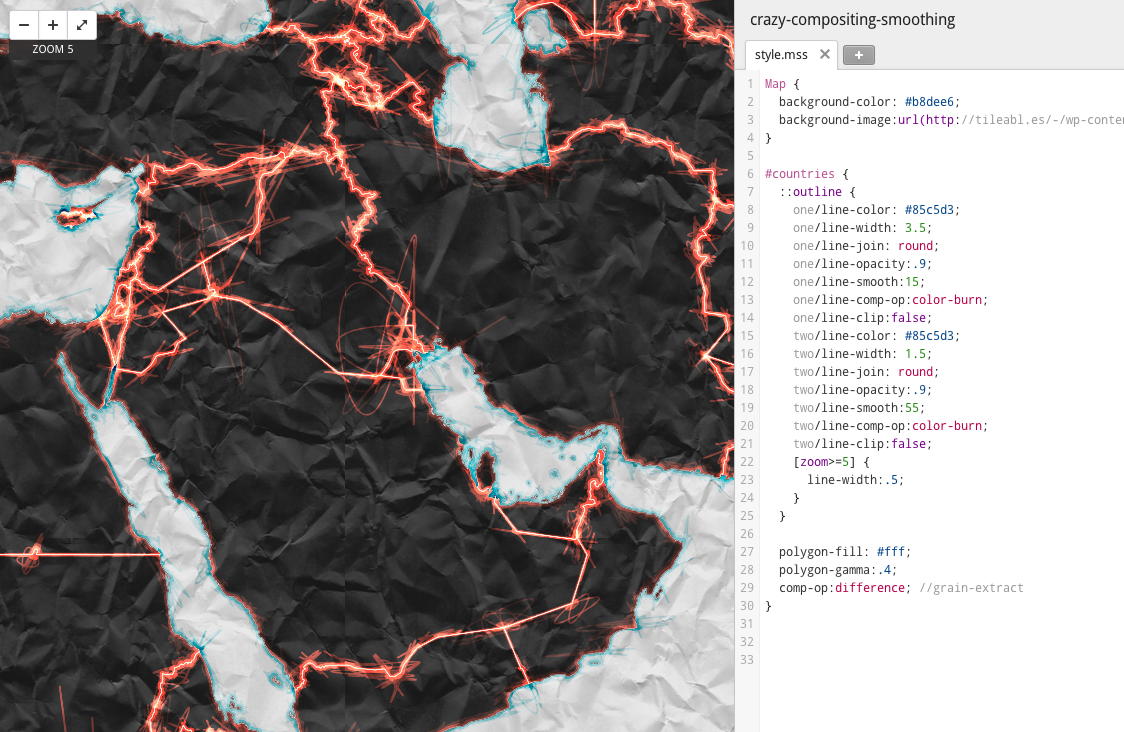 ZOOM 5
crazy-compositing-smoothing
style.mss
1 Map {
2 background-color: #b8dee6;
3 background-image:url(http://tileabl.es/-/wp-conte
4 }
5
6 #countries {
7 ::outline {
8 one/line-color: #85c5d3;
9 one/line-width: 3.5;
10 one/line-join: round;
11 one/line-opacity:.9;
12 one/line-smooth:15;
13 one/line-comp-op:color-burn;
14 one/line-clip:false;
15 two/line-color: #85c5d3;
16 two/line-width: 1.5;
17 two/line-join: round;
18 two/line-opacity:.9;
19 two/line-smooth:55;
20 two/line-comp-op:color-burn;
21 two/line-clip:false;
22 [zoom>=5] {
23 line-width:.5;
24 }
25 }
26
27 polygon-fill: #fff;
28 polygon-gamma:.4;
29 comp-op:difference; //grain-extract
30 }
31
32
33